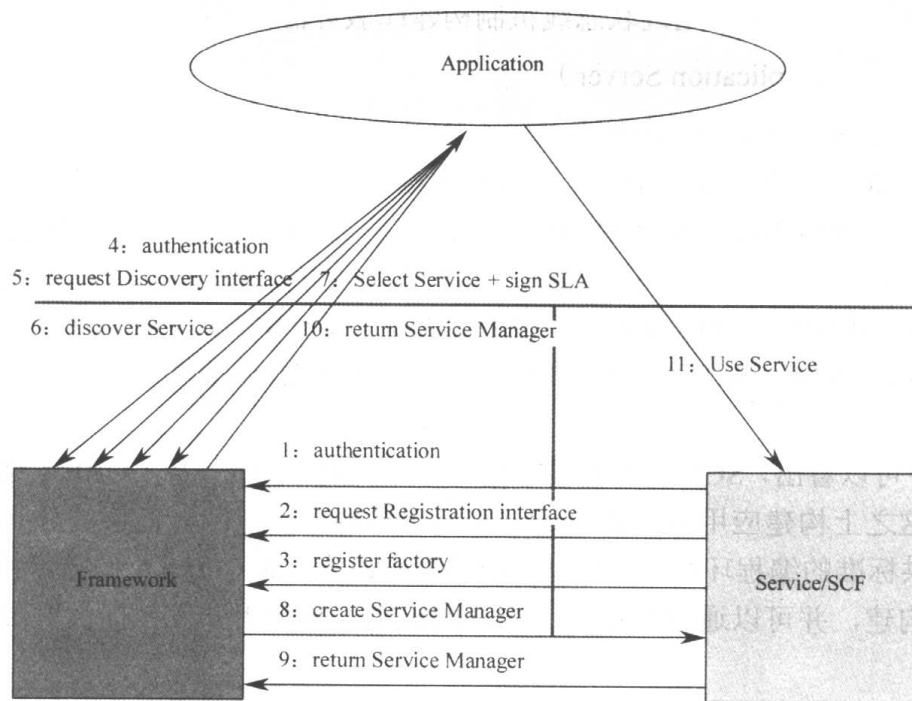 Application
4：authentication
5：request Discovery interface
7：Select Service + sign SLA
6：discover Service
10：return Service Manager
11：Use Service
1：authentication
2：request Registration interface
3：register factory
Framework
Service/SCF
8：create Service Manager
9：return Service Manager